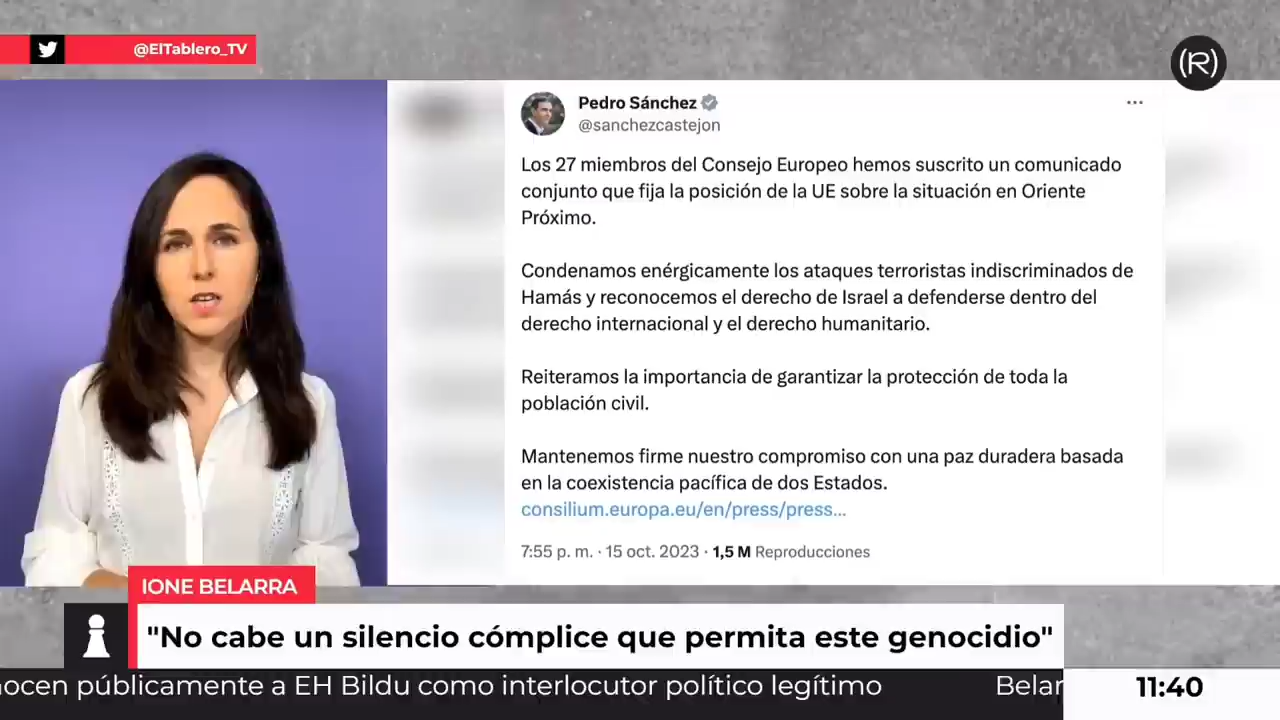 @ElTablero_TV
(R)
Pedro Sánchez
@sanchezcastejon
Los 27 miembros del Consejo Europeo hemos suscrito un comunicado
conjunto que fija la posición de la UE sobre la situación en Oriente
Próximo.
Condenamos enérgicamente los ataques terroristas indiscriminados de
Hamás y reconocemos el derecho de Israel a defenderse dentro del
derecho internacional y el derecho humanitario.
Reiteramos la importancia de garantizar la protección de toda la
población civil.
Mantenemos firme nuestro compromiso con una paz duradera basada
en la coexistencia pacífica de dos Estados.
consilium.europa.eu/en/press/press...
7:55 p. m. · 15 oct. 2023 · 1,5 M Reproducciones
IONE BELARRA
"No cabe un silencio cómplice que permita este genocidio"
nocen públicamente a EH Bildu como interlocutor político legítimo Belar
11:40